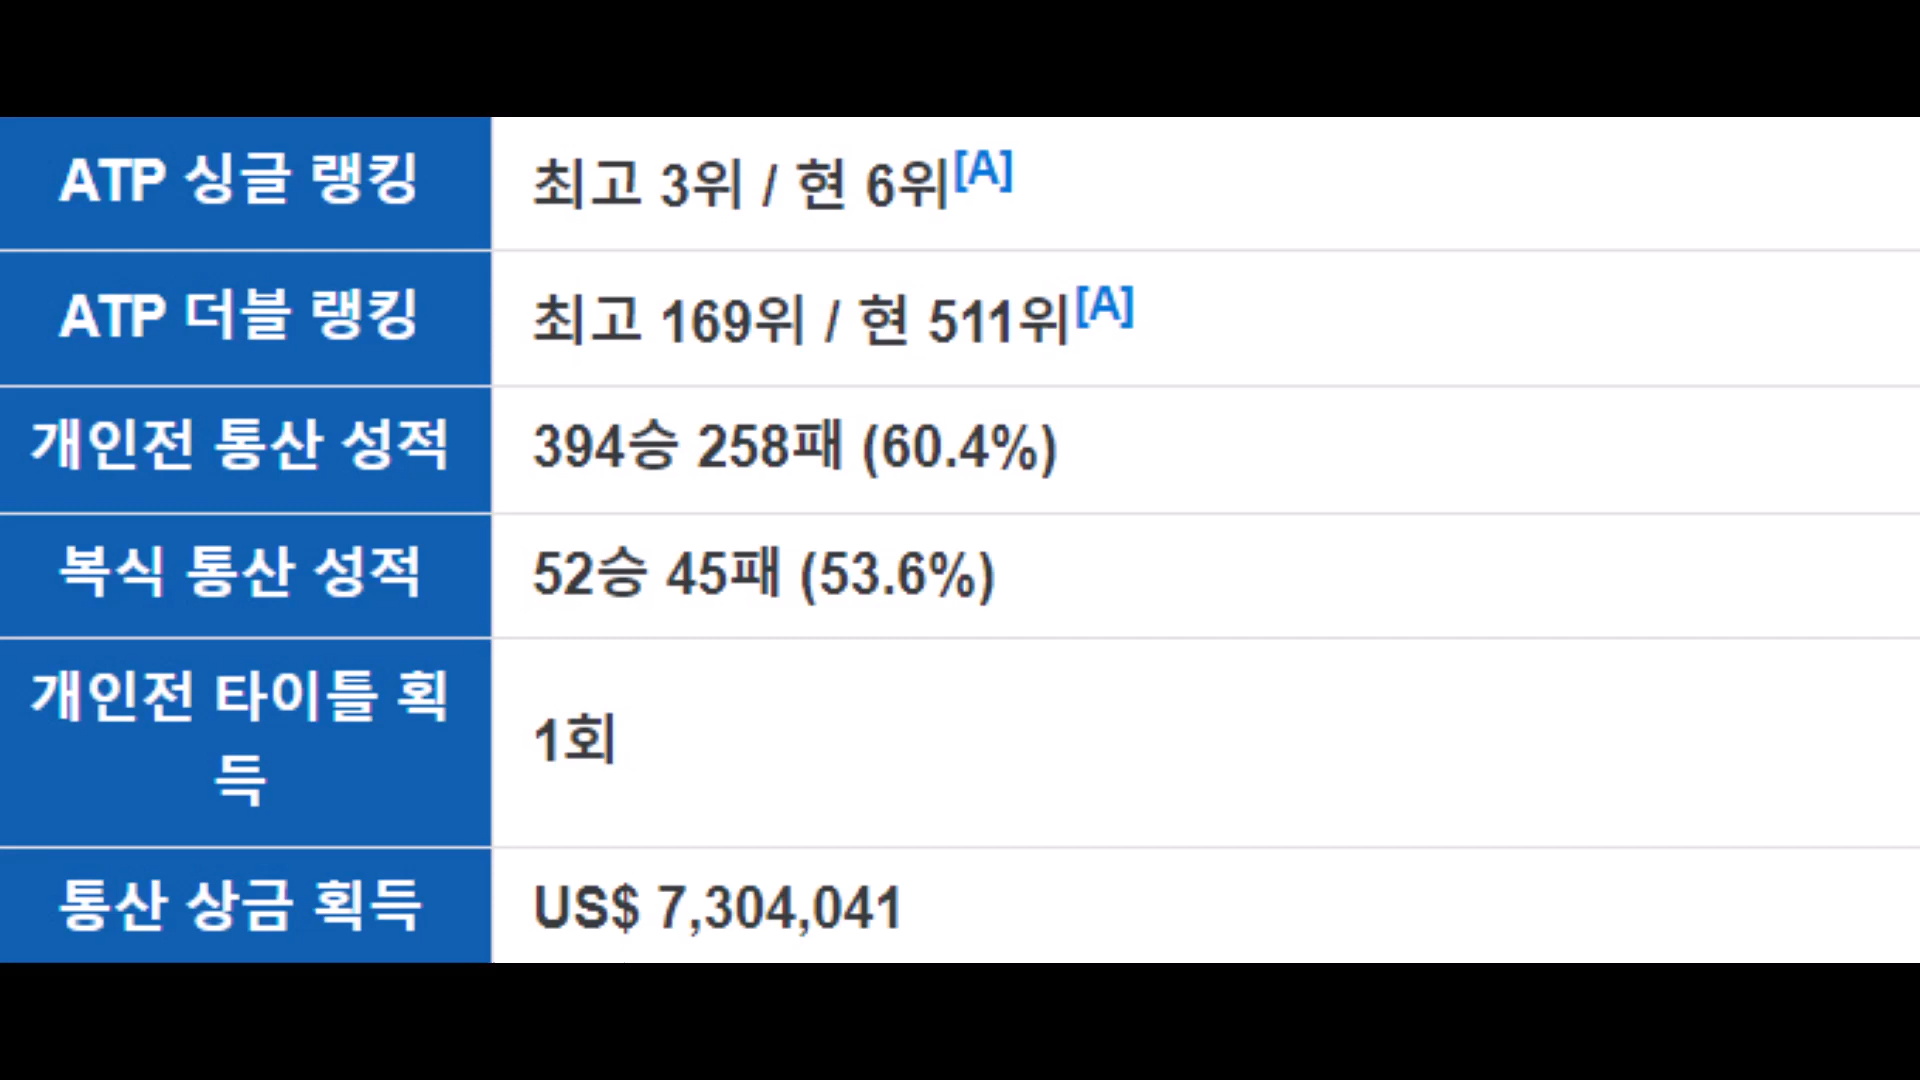 ATP 싱글 랭킹 최고 3위 / 현 6위[A]
ATP 더블 랭킹 최고 169위 / 현 511위[A]
개인전 통산 성적 394승 258패 (60.4%)
복식 통산 성적 52승 45패 (53.6%)
개인전 타이틀 획
득
1회
통산 상금 획득 US$ 7,304,041